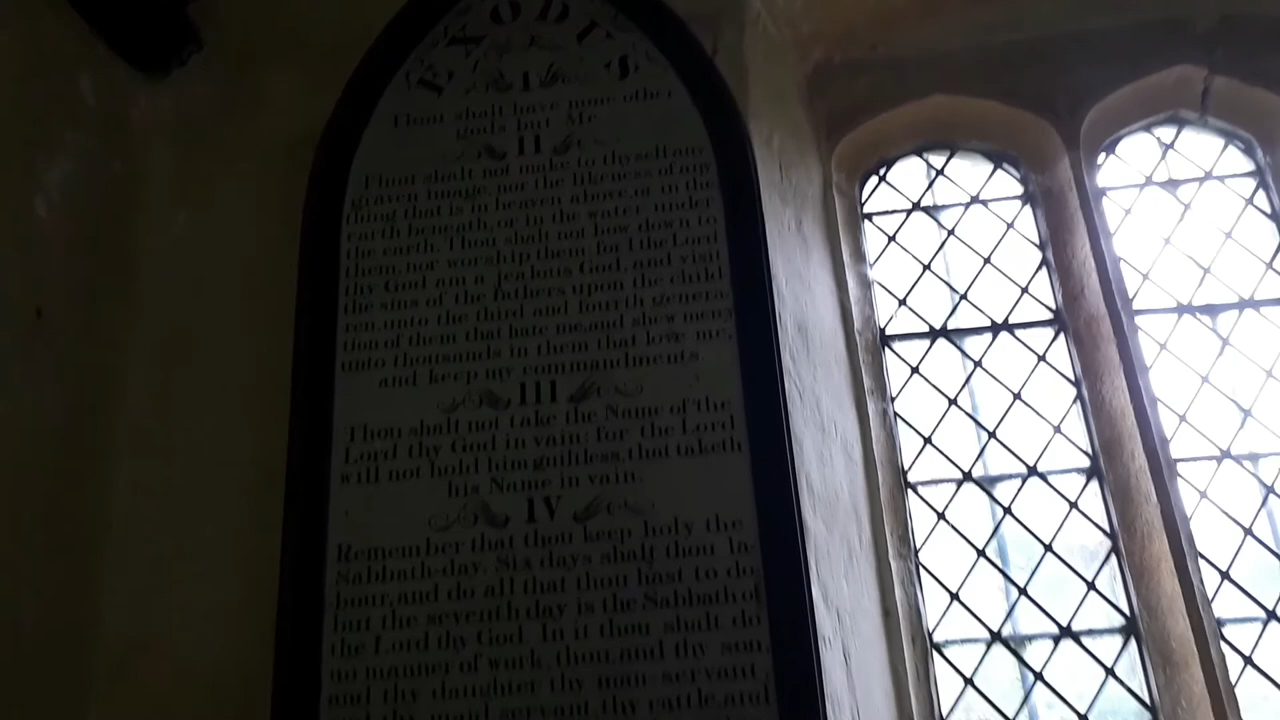 EXODUS
I
Thou shalt have none other
gods but Me
II
Thou shalt not make to thyself any
graven image, nor the likeness of any
thing that is in heaven above, or in the
earth beneath, or in the water under
the earth. Thou shalt not bow down to
them, nor worship them: for I the Lord
thy God am a jealous God, and visit
the sins of the fathers upon the child
ren, unto the third and fourth genera
tion of them that hate me, and shew mercy
unto thousands in them that love me,
and keep my commandments
III
Thou shalt not take the Name of the
Lord thy God in vain: for the Lord
will not hold him guiltless, that taketh
his Name in vain:
IV
Remember that thou keep holy the
Sabbath-day. Six days shalt thou la-
bour, and do all that thou hast to do
but the seventh day is the Sabbath of
the Lord thy God. In it thou shalt do
no manner of work, thou, and thy son,
and thy daughter thy man-servant,
and thy maid servant, thy cattle, and